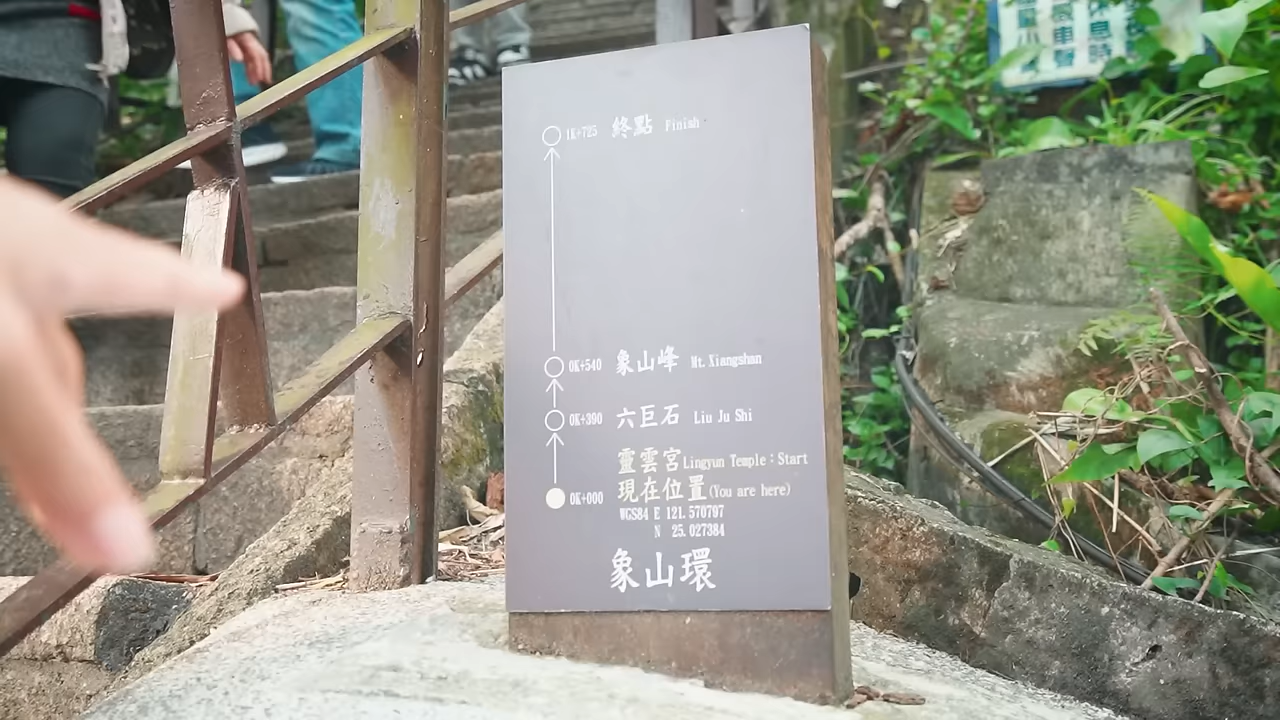 1K+725 終點 Finish
0K+540 象山峰 Mt. Xiangshan
0K+390 六巨石 Liu Ju Shi
靈雲宮 Lingyun Temple：Start
0K+000 現在位置 (You are here)
WGS84 E 121.570797
N 25.027384
象山環